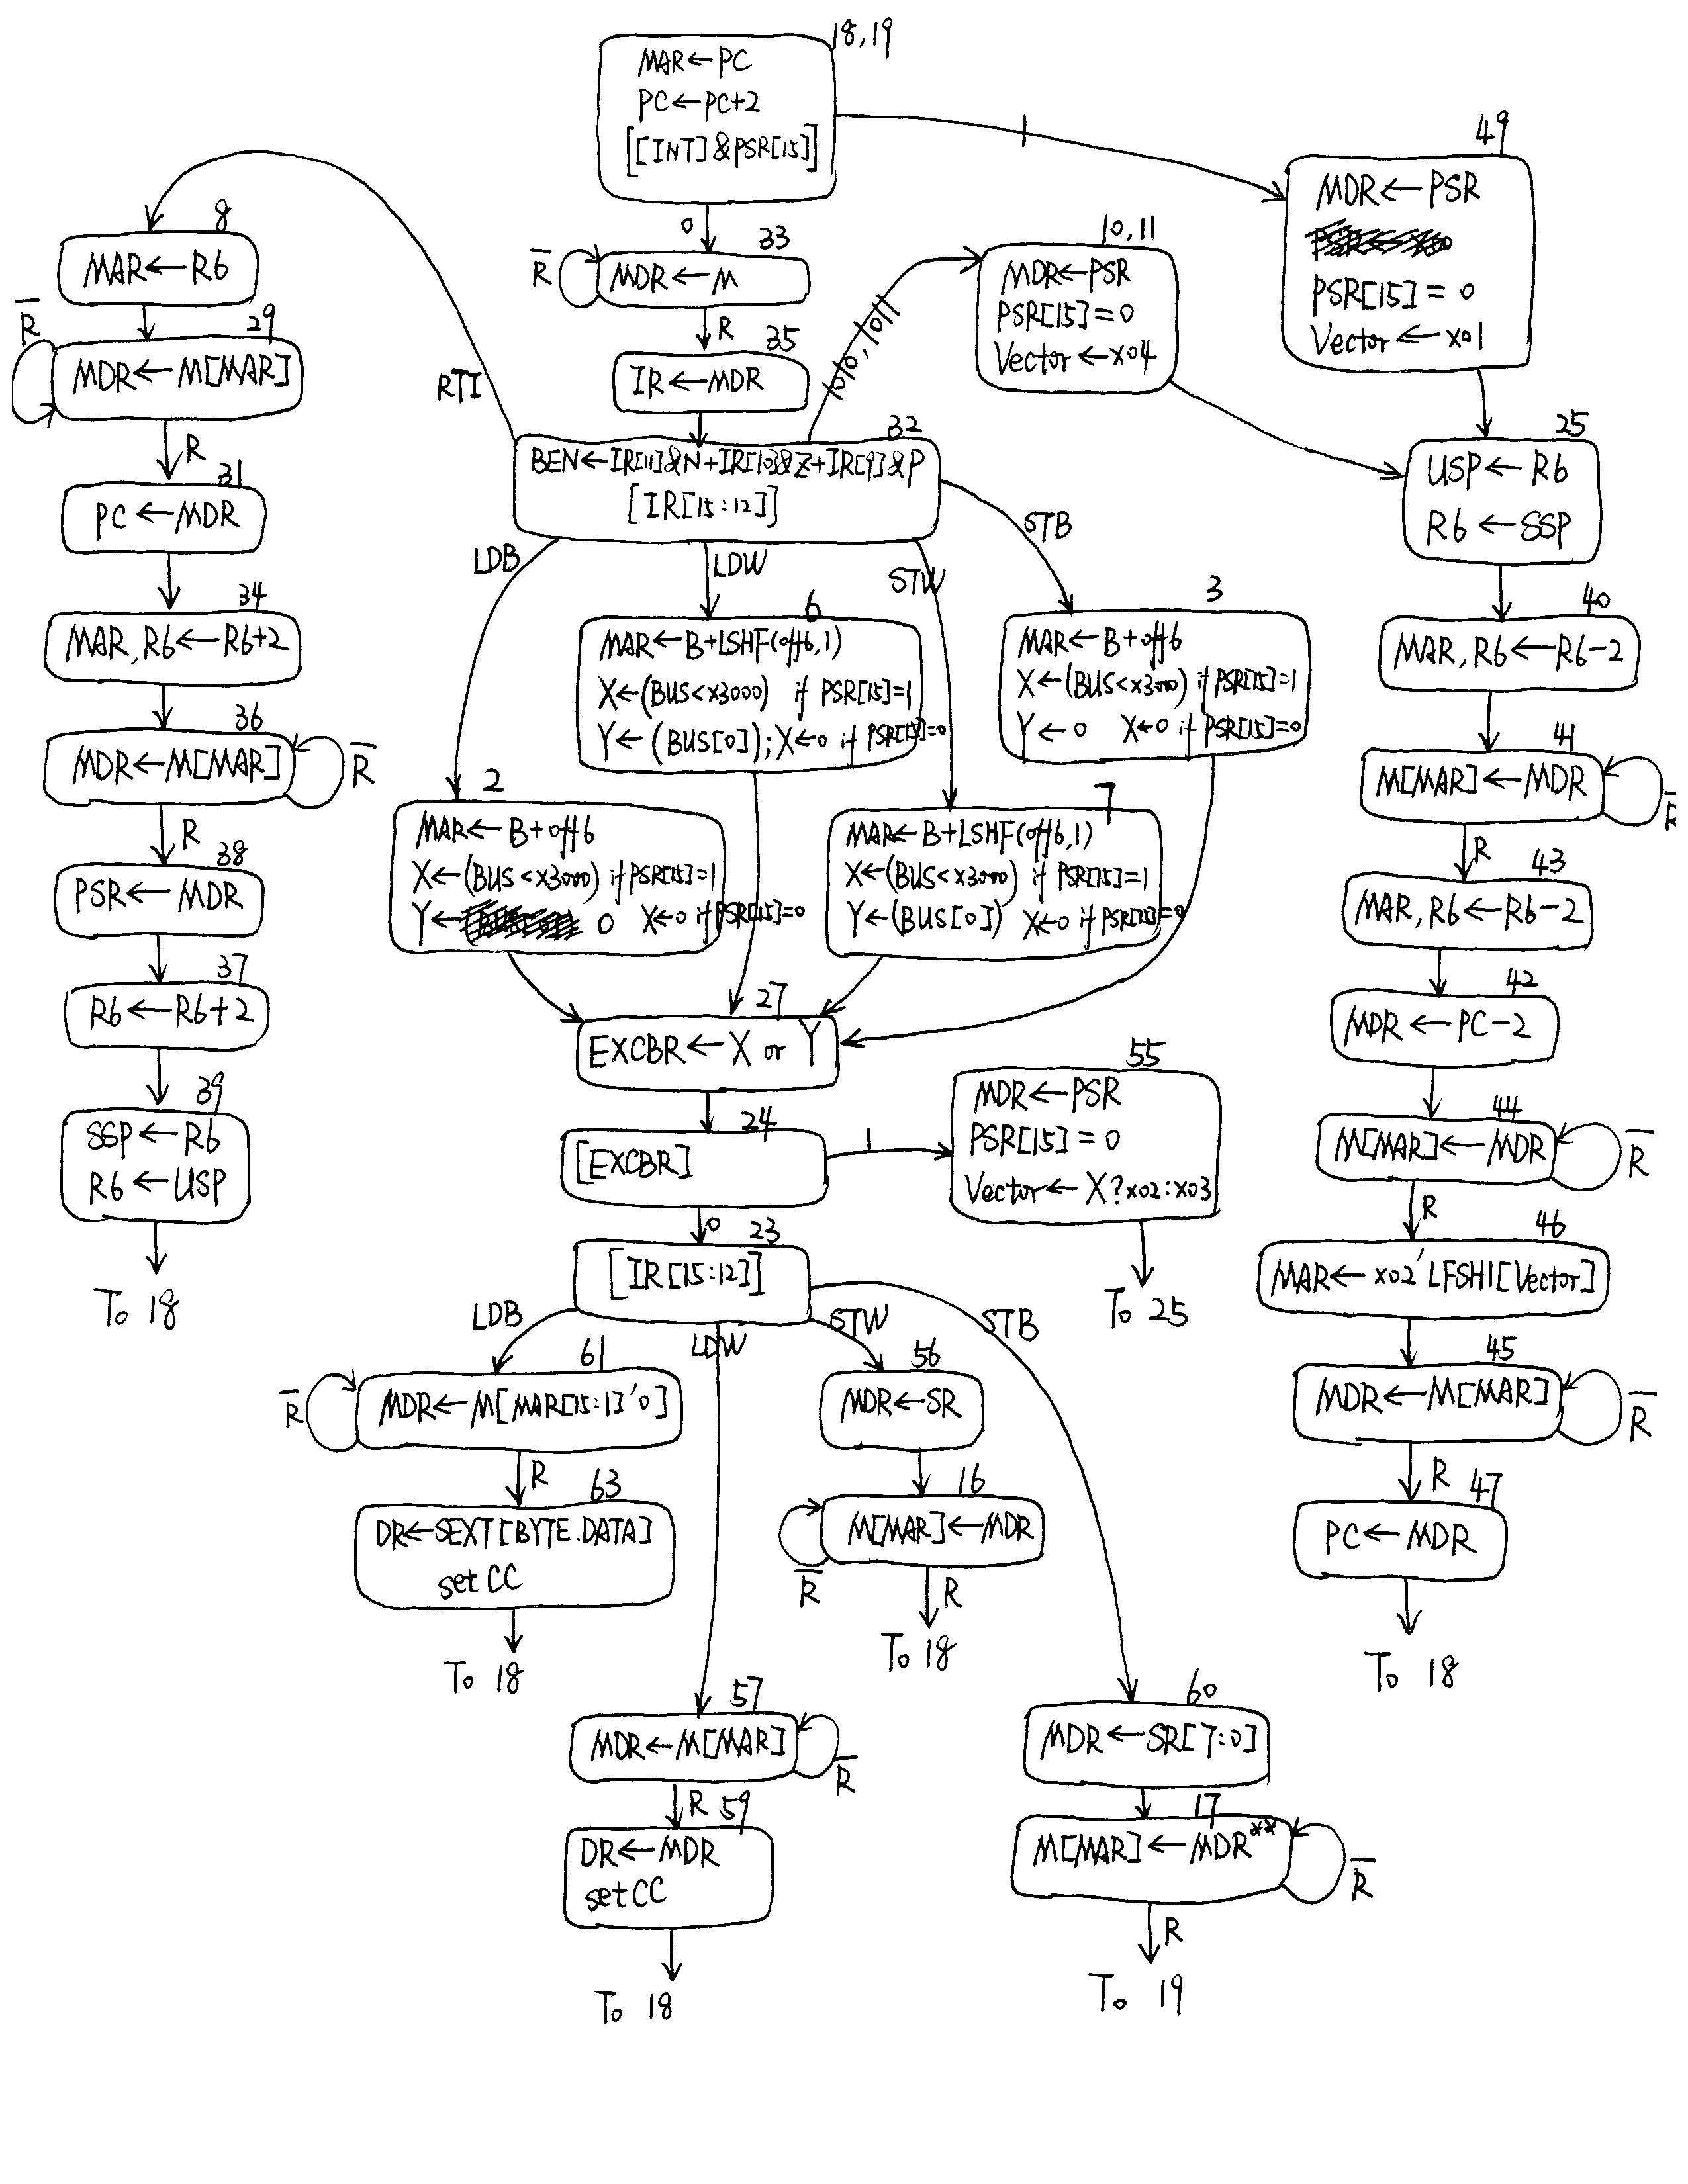 18,19
MAR←PC
PC←PC+2
[[INT]&PSR[15]]
1
0
49
MDR←PSR
PSR[15]=0
Vector←x01
8
MAR←R6
33
R̅
MDR←M
R
10,11
MDR←PSR
PSR[15]=0
Vector←x04
1010,1011
R̅
29
MDR←M[MAR]
R
RTI
35
IR←MDR
32
BEN←IR[11]&N+IR[10]&Z+IR[9]&P
[IR[15:12]]
25
USP←R6
R6←SSP
31
PC←MDR
LDB
LDW
STW
STB
34
MAR,R6←R6+2
6
MAR←B+LSHF(off6,1)
X←(BUS<x3000) if PSR[15]=1
Y←(BUS[0]);X←0 if PSR[15]=0
3
MAR←B+off6
X←(BUS<x3000) if PSR[15]=1
Y←0 X←0 if PSR[15]=0
40
MAR,R6←R6-2
36
MDR←M[MAR]
R̅
R
41
M[MAR]←MDR
R̅
R
2
MAR←B+off6
X←(BUS<x3000) if PSR[15]=1
Y← 0 X←0 if PSR[15]=0
7
MAR←B+LSHF(off6,1)
X←(BUS<x3000) if PSR[15]=1
Y←(BUS[0]) X←0 if PSR[15]=0
38
PSR←MDR
43
MAR,R6←R6-2
37
R6←R6+2
27
EXCBR←X or Y
42
MDR←PC-2
39
SSP←R6
R6←USP
To 18
24
[EXCBR]
1
0
55
MDR←PSR
PSR[15]=0
Vector←X?x02:x03
To 25
44
M[MAR]←MDR
R̅
R
23
[IR[15:12]]
46
MAR←x02'LFSH1[Vector]
LDB
LDW
STW
STB
61
R̅
MDR←M[MAR[15:1]'0]
R
56
MDR←SR
45
MDR←M[MAR]
R̅
R
63
DR←SEXT[BYTE.DATA]
set CC
To 18
16
M[MAR]←MDR
R̅
R
To 18
47
PC←MDR
To 18
57
MDR←M[MAR]
R̅
R
60
MDR←SR[7:0]
59
DR←MDR
set CC
To 18
17
M[MAR]←MDR**
R̅
R
To 19